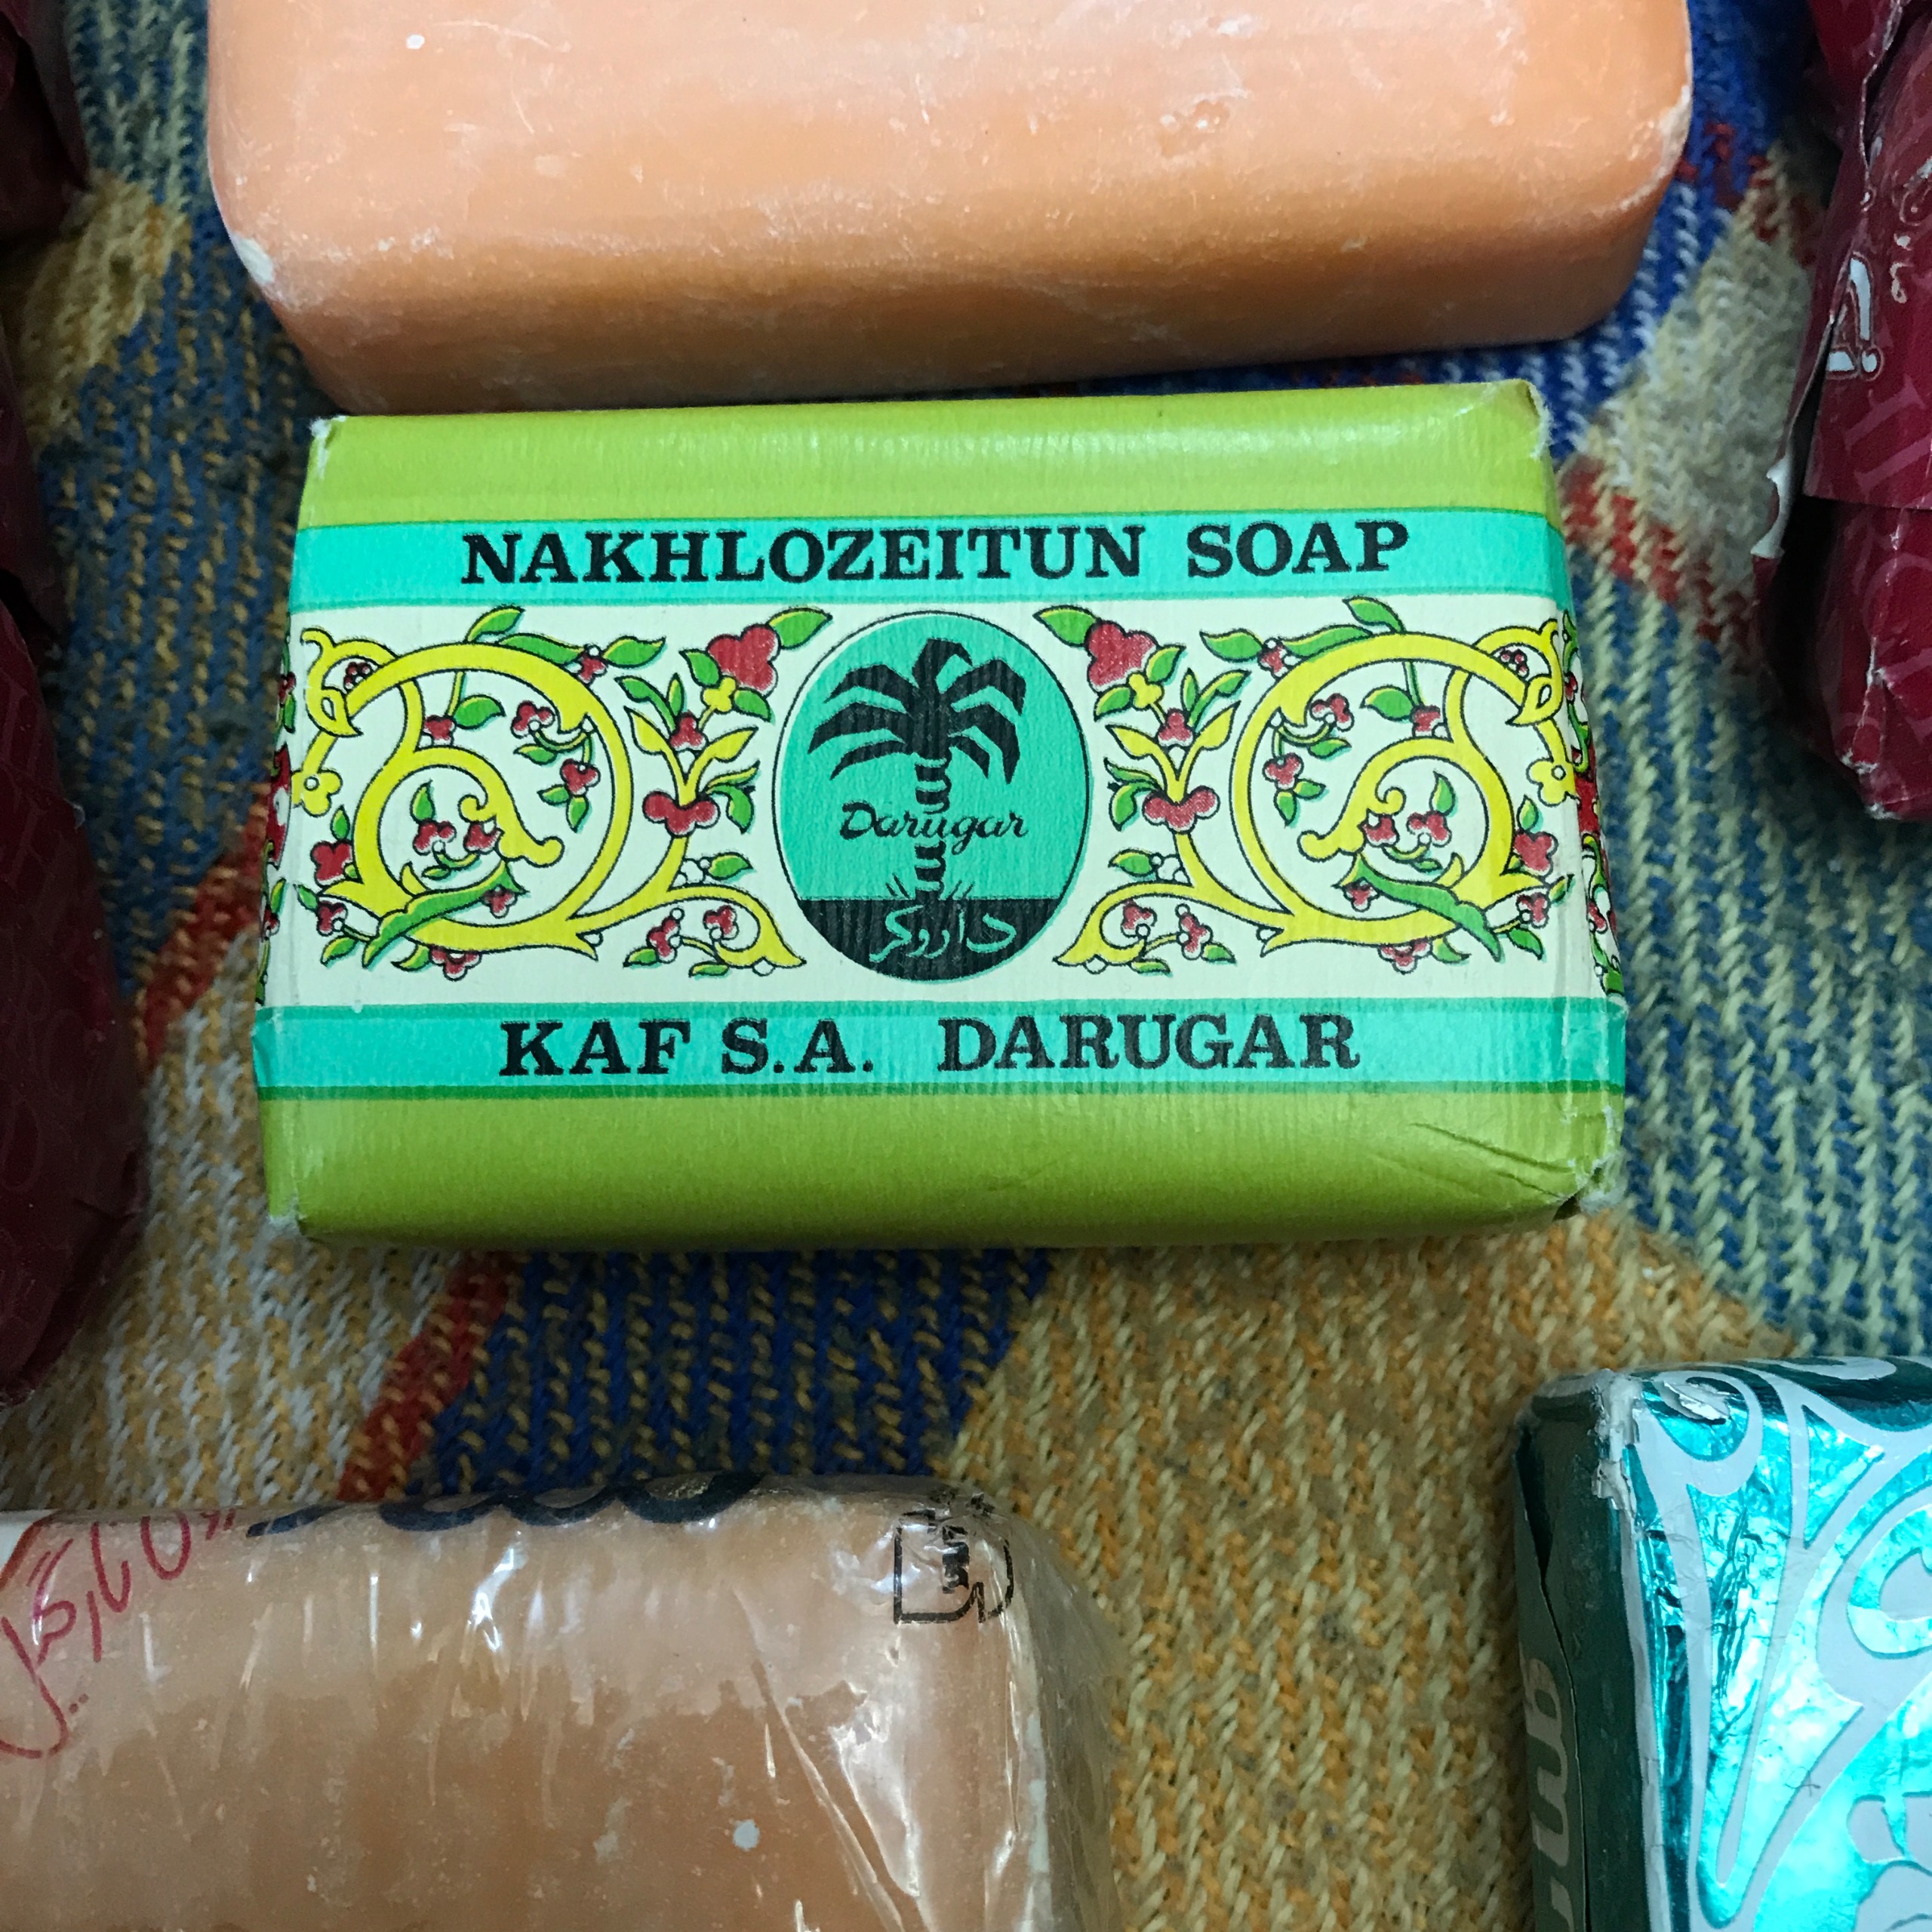 NAKHLOZEITUN SOAP
Darugar
داروگر
KAF S.A. DARUGAR